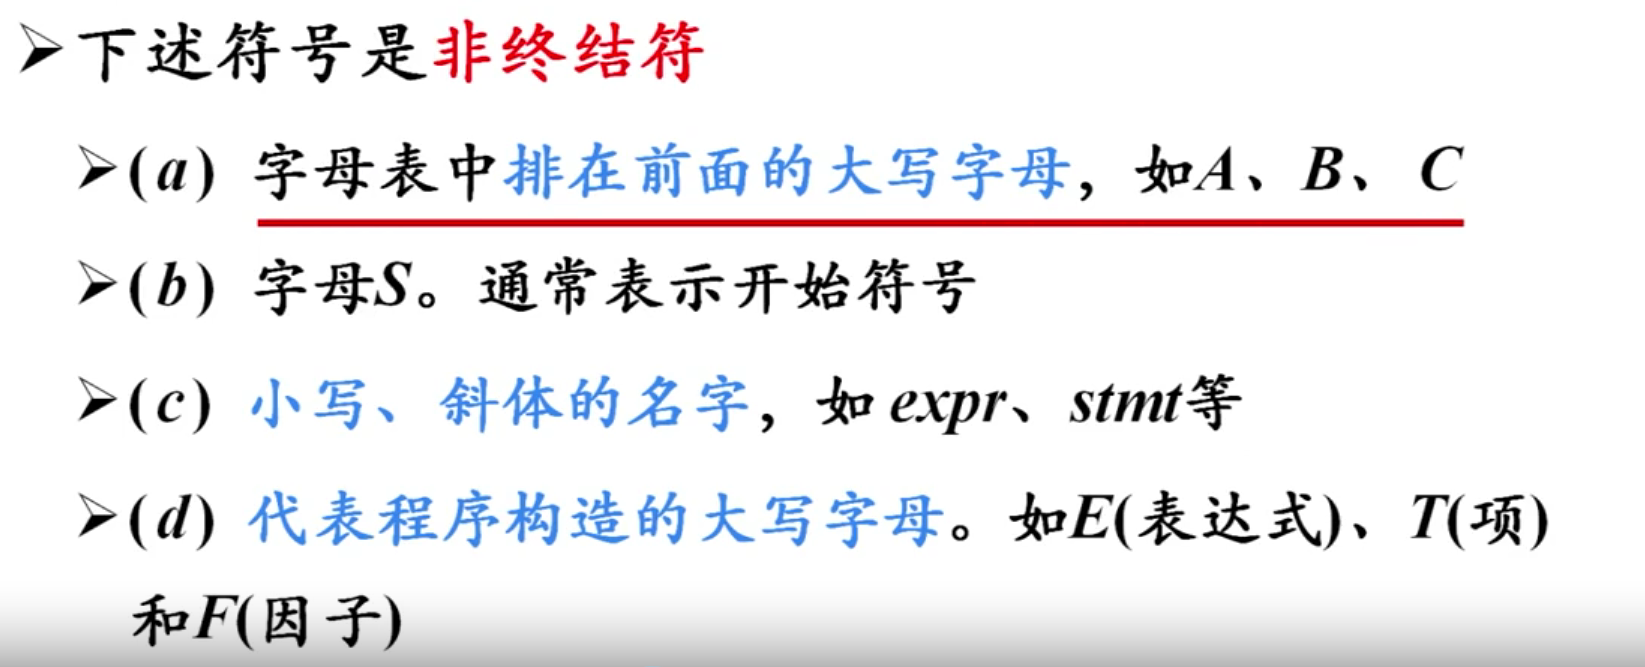 ➢下述符号是非终结符
➢(a) 字母表中排在前面的大写字母，如A、B、C
➢(b) 字母S。通常表示开始符号
➢(c) 小写、斜体的名字，如 expr、stmt等
➢(d) 代表程序构造的大写字母。如E(表达式)、T(项)
和F(因子)